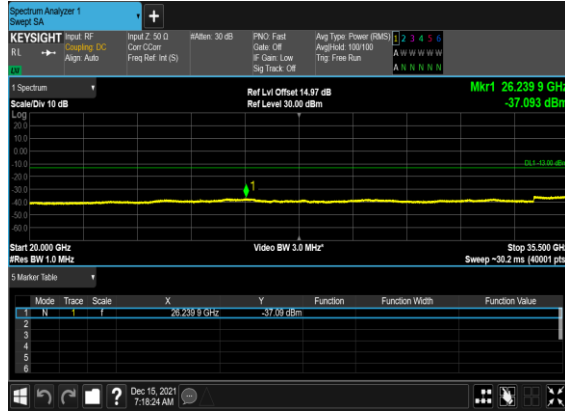 Spectrum Analyzer 1
Swept SA
+
KEYSIGHT Input: RF Input Z: 50 Ω #Atten: 30 dB PNO: Fast Avg Type: Power (RMS) 1 2 3 4 5 6
RL Coupling: DC Corr CCorr Gate: Off Avg|Hold: 100/100 A W W W W W
Align: Auto Freq Ref: Int (S) IF Gain: Low Trig: Free Run
Sig Track: Off A N N N N N
1 Spectrum
Ref Lvl Offset 14.97 dB Mkr1 26.239 9 GHz
Scale/Div 10 dB Ref Level 30.00 dBm -37.093 dBm
Log
20.0
10.0
0.00
-10.0
DL1 -13.00 dBm
-20.0
1
-30.0
-40.0
-50.0
-60.0
Start 20.000 GHz Video BW 3.0 MHz* Stop 35.500 GHz
#Res BW 1.0 MHz Sweep ~30.2 ms (40001 pts)
5 Marker Table
Mode Trace Scale X Y Function Function Width Function Value
1 N 1 f 26.239 9 GHz -37.09 dBm
2
3
4
5
6
? Dec 15, 2021
7:18:24 AM